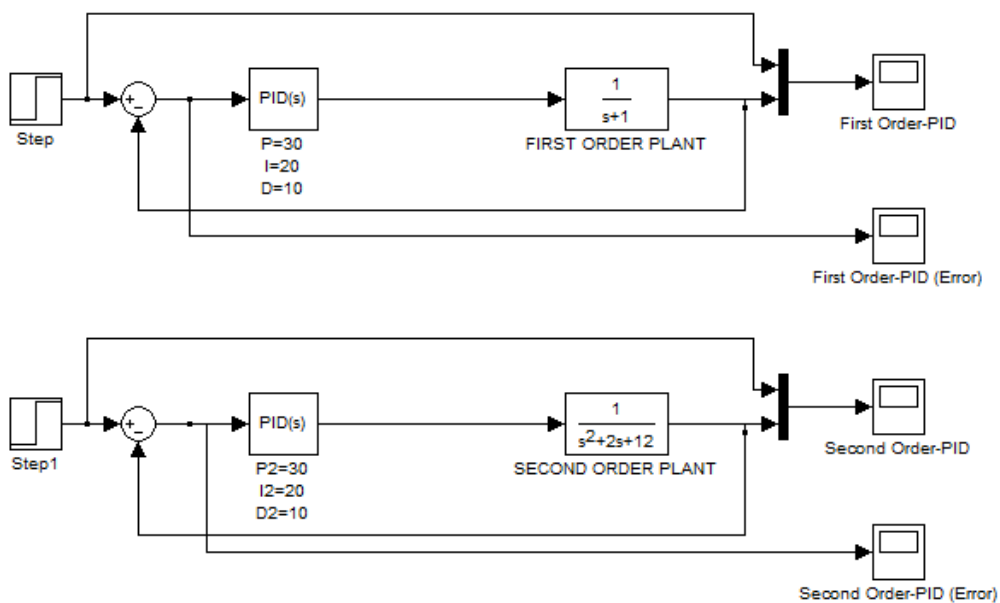 +
−
PID(s)
1
s+1
Step
P=30
I=20
D=10
FIRST ORDER PLANT
First Order-PID
First Order-PID (Error)
+
−
PID(s)
1
s²+2s+12
Step1
P2=30
I2=20
D2=10
SECOND ORDER PLANT
Second Order-PID
Second Order-PID (Error)